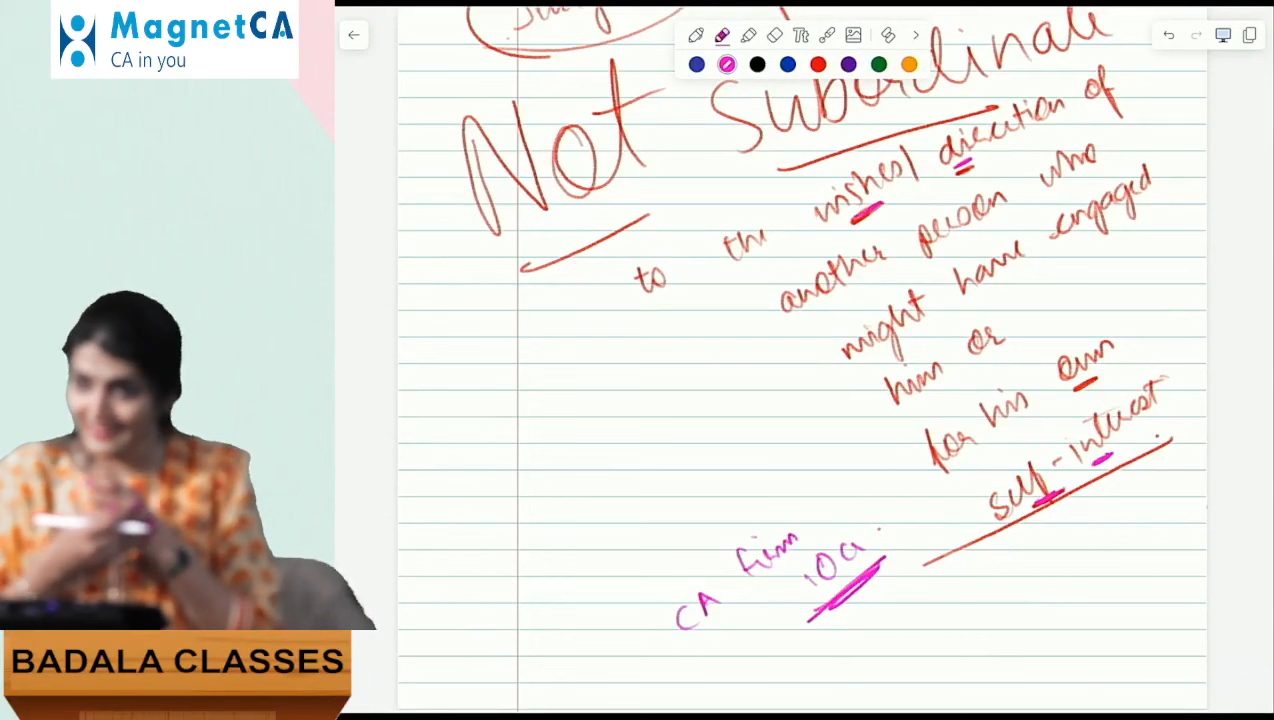 MagnetCA
CA in you
Not Subordinate
to the wishes/ direction of
another person who
might have engaged
him or
for his own
self-interest
CA firm
BADALA CLASSES